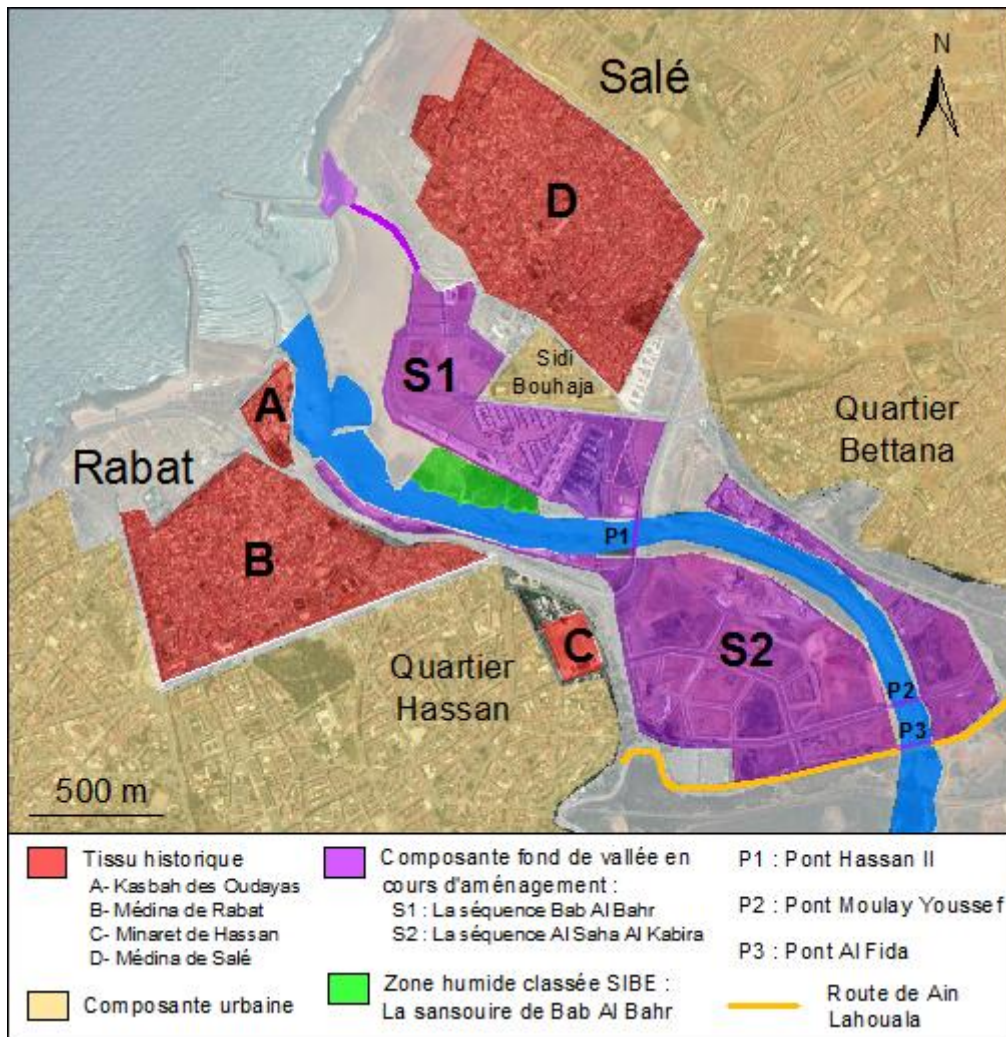 Salé
N
D
Sidi
Bouhaja
S1
A
Quartier
Bettana
Rabat
P1
B
C
S2
Quartier
Hassan
P2
P3
500 m
Tissu historique
A- Kasbah des Oudayas
B- Médina de Rabat
C- Minaret de Hassan
D- Médina de Salé
Composante urbaine
Composante fond de vallée en
cours d'aménagement :
S1 : La séquence Bab Al Bahr
S2 : La séquence Al Saha Al Kabira
Zone humide classée SIBE :
La sansouire de Bab Al Bahr
P1 : Pont Hassan II
P2 : Pont Moulay Youssef
P3 : Pont Al Fida
Route de Ain
Lahouala